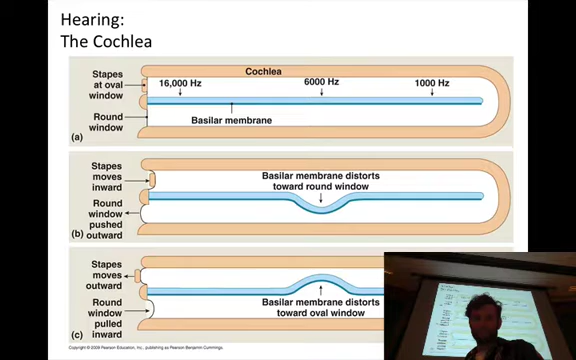 Hearing:
The Cochlea
Stapes
at oval
window
Round
window
(a)
Cochlea
16,000 Hz
6000 Hz
1000 Hz
Basilar membrane
Stapes
moves
inward
Round
window
pushed
outward
(b)
Basilar membrane distorts
toward round window
Stapes
moves
outward
Round
window
pulled
inward
(c)
Basilar membrane distorts
toward oval window
Copyright © 2009 Pearson Education, Inc., publishing as Pearson Benjamin Cummings.